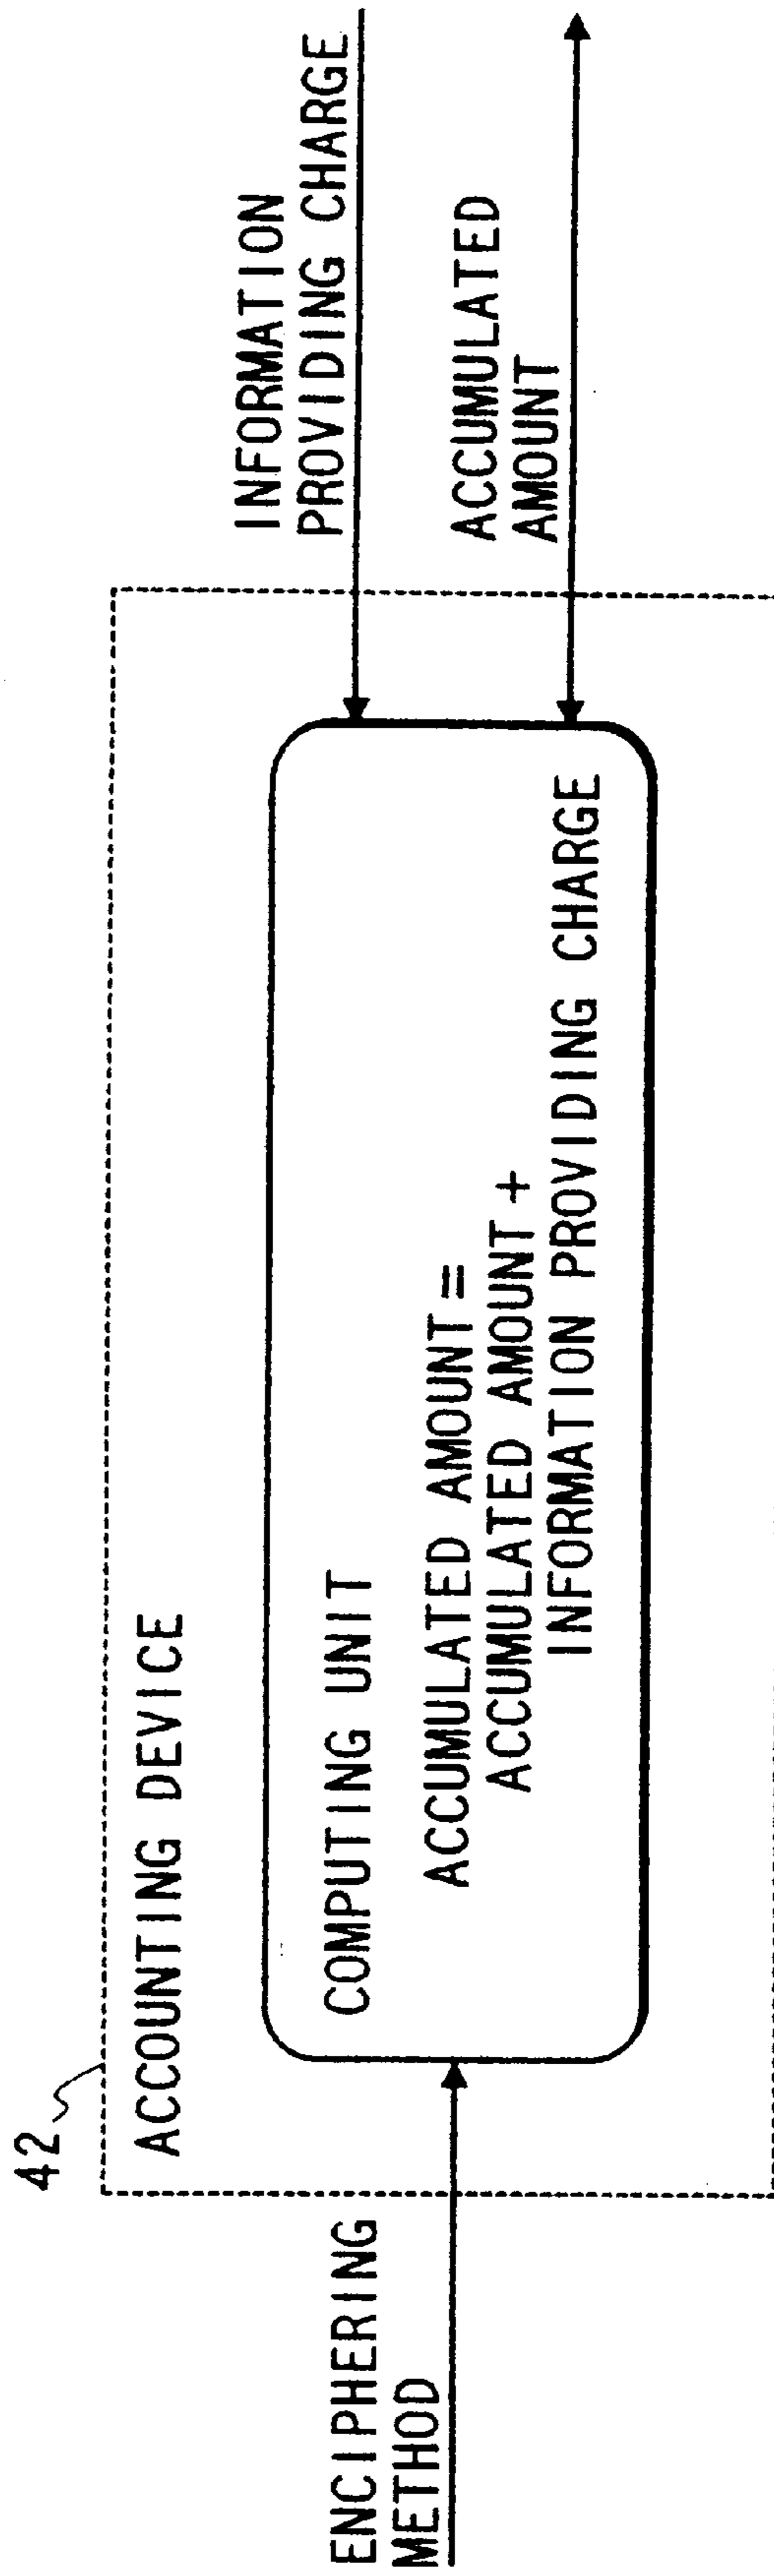 42
ACCOUNTING DEVICE
ENCIPHERING
METHOD
COMPUTING UNIT
ACCUMULATED AMOUNT =
ACCUMULATED AMOUNT +
INFORMATION PROVIDING CHARGE
INFORMATION
PROVIDING CHARGE
ACCUMULATED
AMOUNT